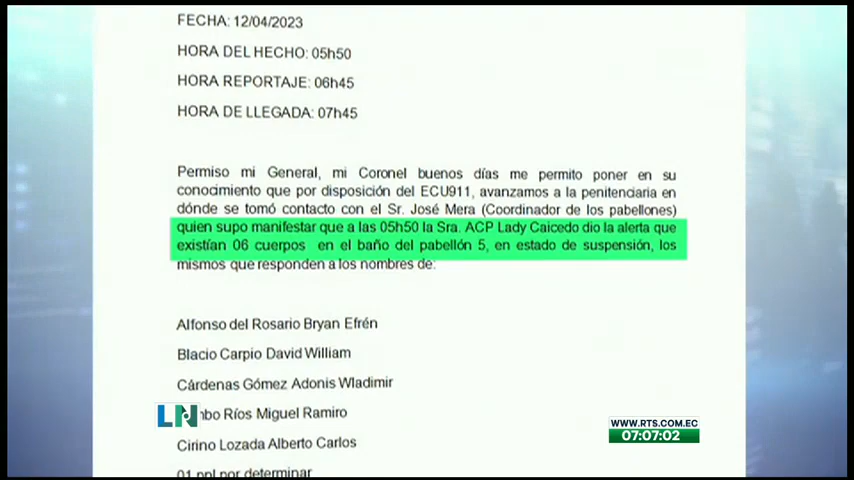 FECHA: 12/04/2023
HORA DEL HECHO: 05h50
HORA REPORTAJE: 06h45
HORA DE LLEGADA: 07h45
Permiso mi General, mi Coronel buenos días me permito poner en su
conocimiento que por disposición del ECU911, avanzamos a la penitenciaria en
dónde se tomó contacto con el Sr. José Mera (Coordinador de los pabellones)
quien supo manifestar que a las 05h50 la Sra. ACP Lady Caicedo dio la alerta que
existían 06 cuerpos en el baño del pabellón 5, en estado de suspensión, los
mismos que responden a los nombres de:
Alfonso del Rosario Bryan Efrén
Blacio Carpio David William
Cárdenas Gómez Adonis Wladimir
Ríos Miguel Ramiro
Cirino Lozada Alberto Carlos
01 ppl por determinar
LN
WWW.RTS.COM.EC
07:07:02